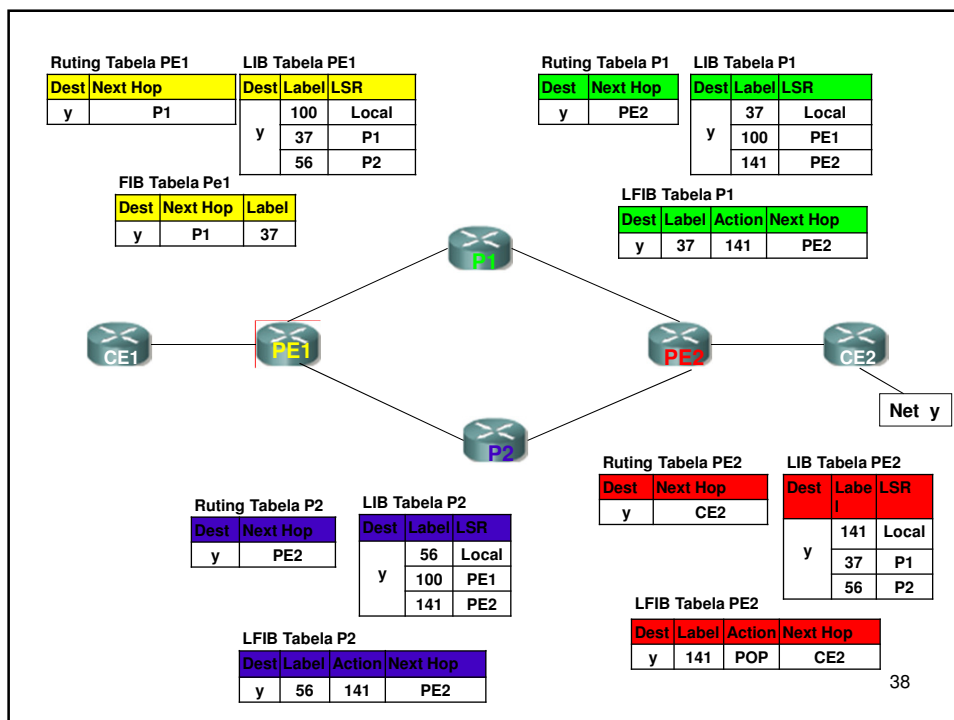 Ruting Tabela PE1
Dest Next Hop
y P1
LIB Tabela PE1
Dest Label LSR
y
100 Local
37 P1
56 P2
FIB Tabela Pe1
Dest Next Hop Label
y P1 37
Ruting Tabela P1
Dest Next Hop
y PE2
LIB Tabela P1
Dest Label LSR
y
37 Local
100 PE1
141 PE2
LFIB Tabela P1
Dest Label Action Next Hop
y 37 141 PE2
P1
CE1
PE1
PE2
CE2
Net y
P2
Ruting Tabela P2
Dest Next Hop
y PE2
LIB Tabela P2
Dest Label LSR
y
56 Local
100 PE1
141 PE2
LFIB Tabela P2
Dest Label Action Next Hop
y 56 141 PE2
Ruting Tabela PE2
Dest Next Hop
y CE2
LIB Tabela PE2
Dest Labe LSR
l
y
141 Local
37 P1
56 P2
LFIB Tabela PE2
Dest Label Action Next Hop
y 141 POP CE2
38